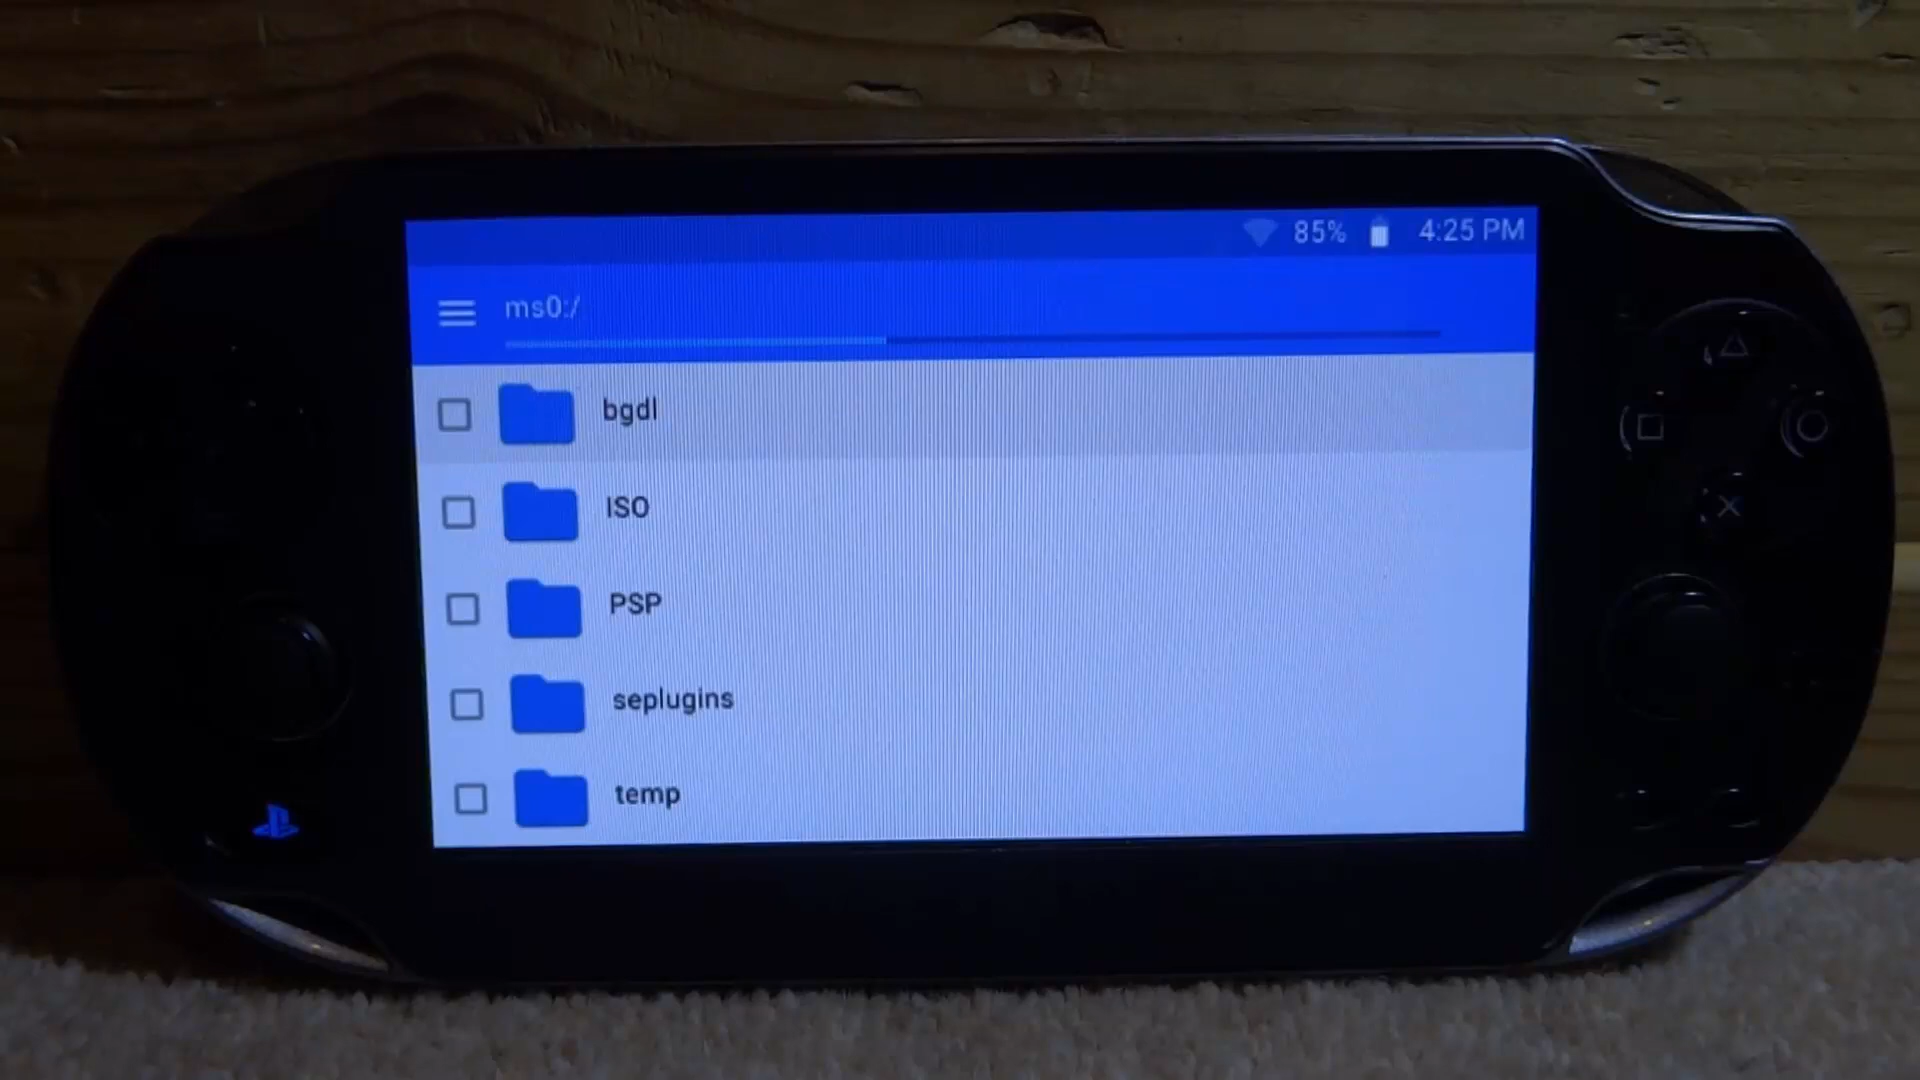 85% 4:25 PM
ms0:/
bgdl
ISO
PSP
seplugins
temp